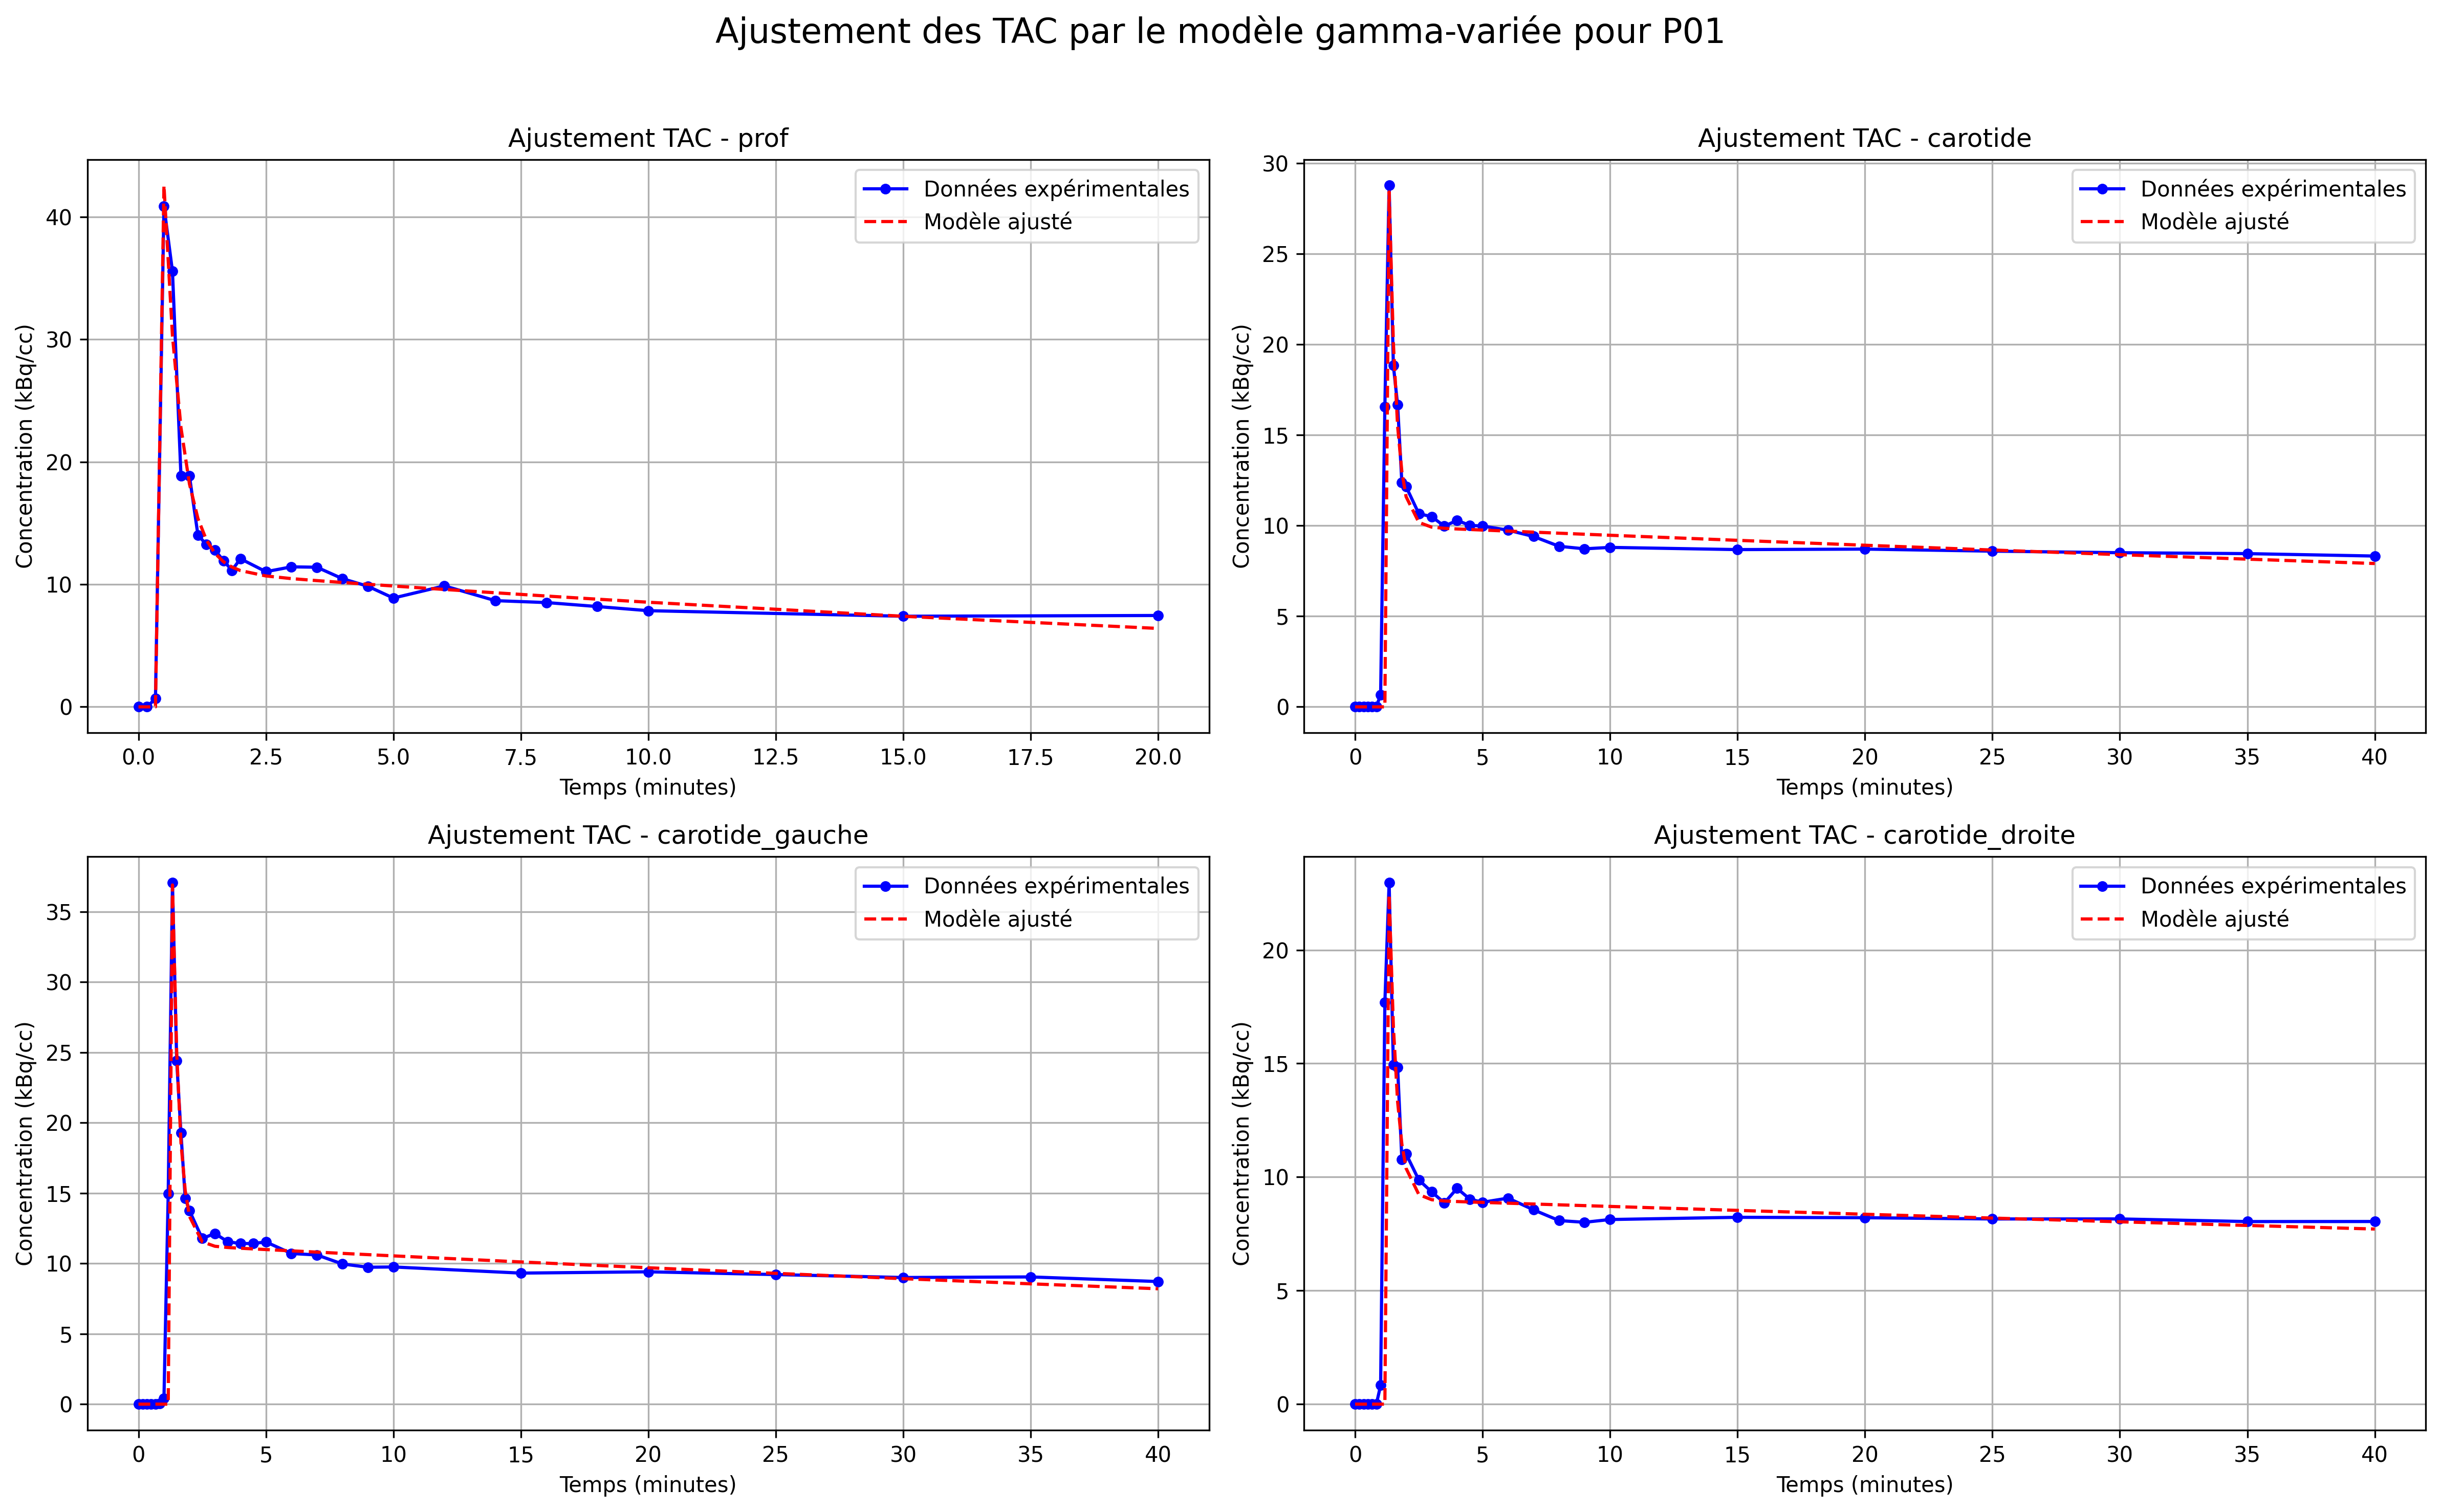 Ajustement des TAC par le modèle gamma-variée pour P01
Ajustement TAC - prof
Concentration (kBq/cc)
40
30
20
10
0
Données expérimentales
Modèle ajusté
0.0 2.5 5.0 7.5 10.0 12.5 15.0 17.5 20.0
Temps (minutes)
Ajustement TAC - carotide
Concentration (kBq/cc)
30
25
20
15
10
5
0
Données expérimentales
Modèle ajusté
0 5 10 15 20 25 30 35 40
Temps (minutes)
Ajustement TAC - carotide_gauche
Concentration (kBq/cc)
35
30
25
20
15
10
5
0
Données expérimentales
Modèle ajusté
0 5 10 15 20 25 30 35 40
Temps (minutes)
Ajustement TAC - carotide_droite
Concentration (kBq/cc)
20
15
10
5
0
Données expérimentales
Modèle ajusté
0 5 10 15 20 25 30 35 40
Temps (minutes)